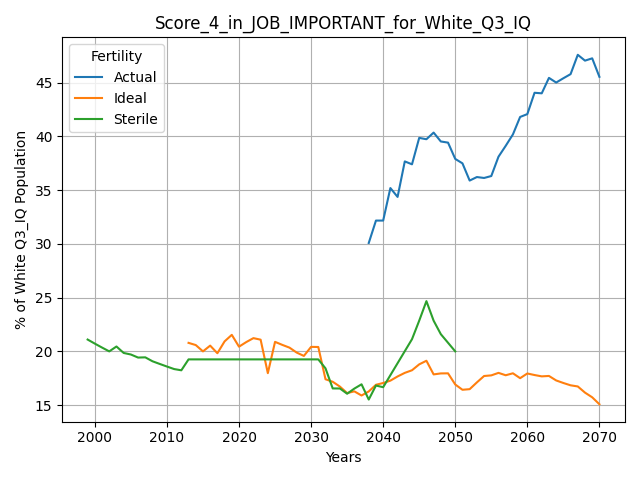 Score_4_in_JOB_IMPORTANT_for_White_Q3_IQ
Fertility
Actual
Ideal
Sterile
% of White Q3_IQ Population
45
40
35
30
25
20
15
2000
2010
2020
2030
2040
2050
2060
2070
Years